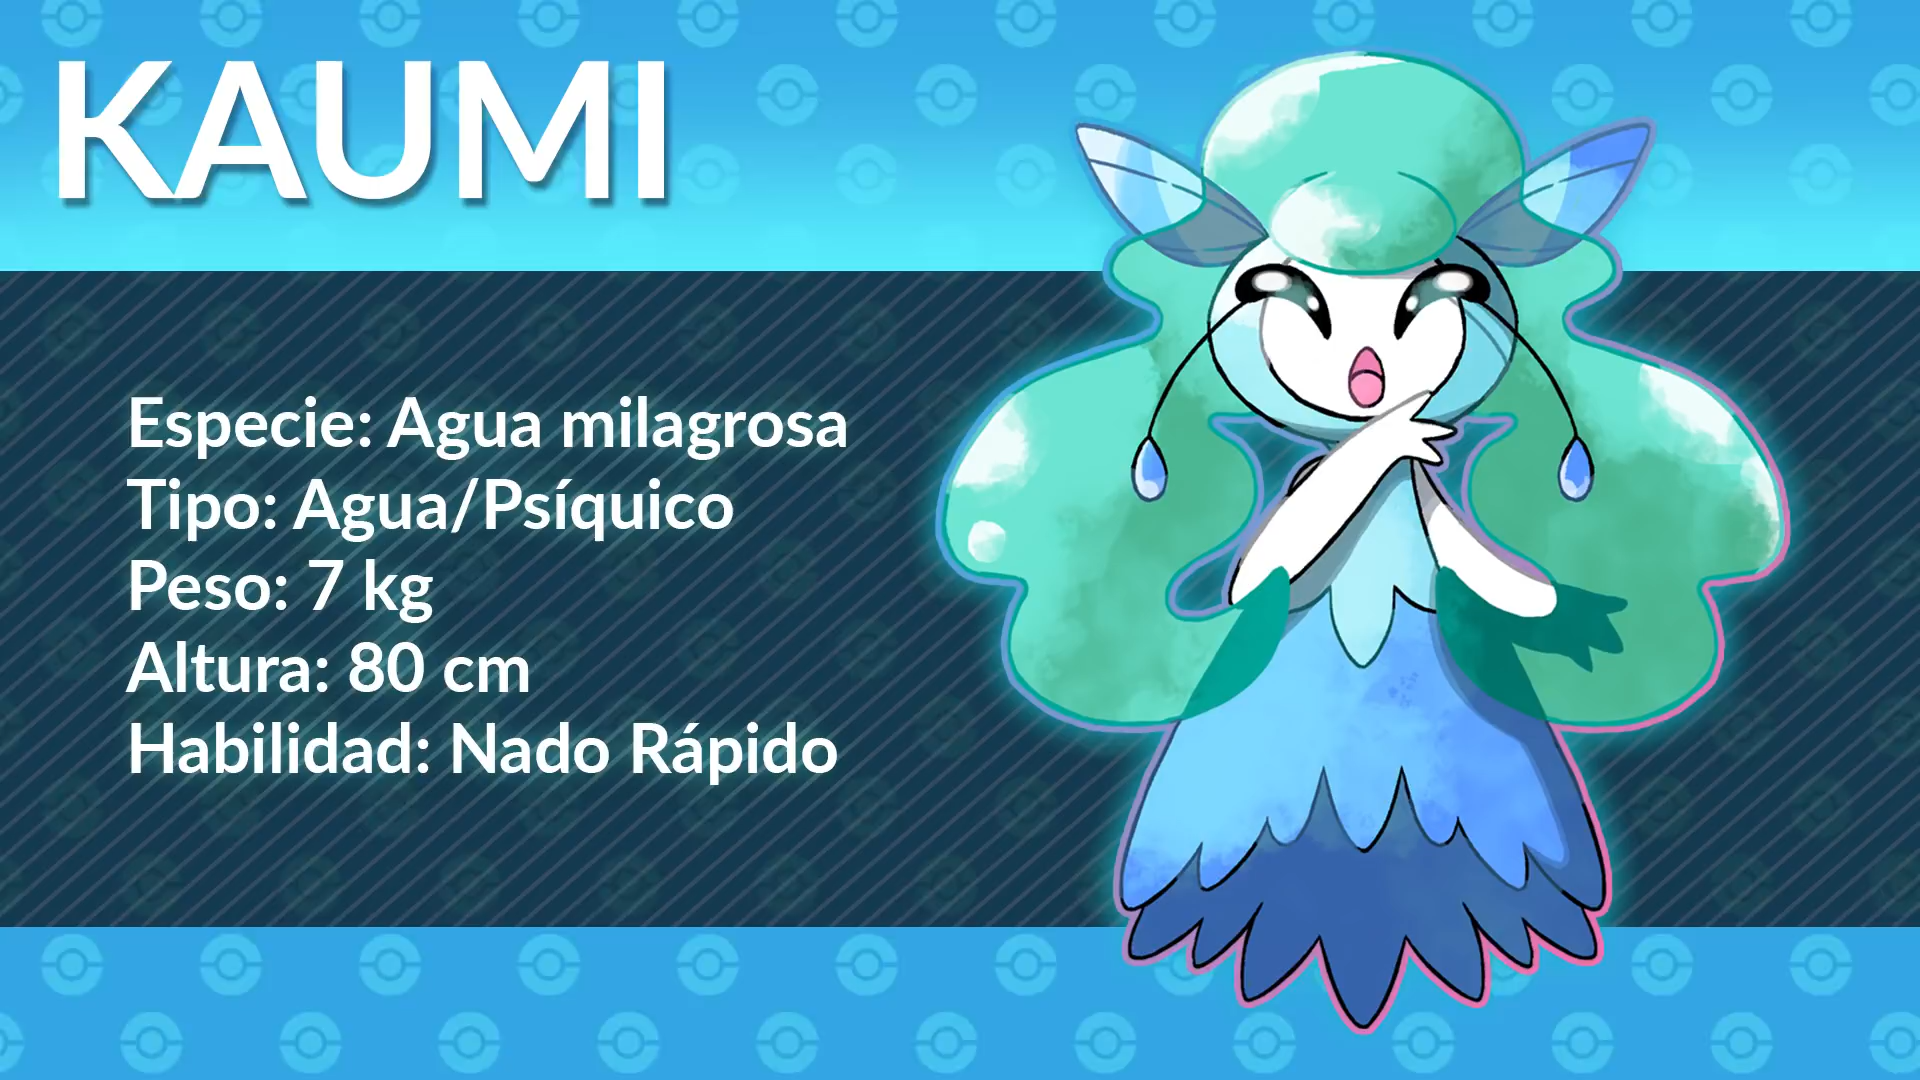 KAUMI
Especie: Agua milagrosa
Tipo: Agua/Psíquico
Peso: 7 kg
Altura: 80 cm
Habilidad: Nado Rápido